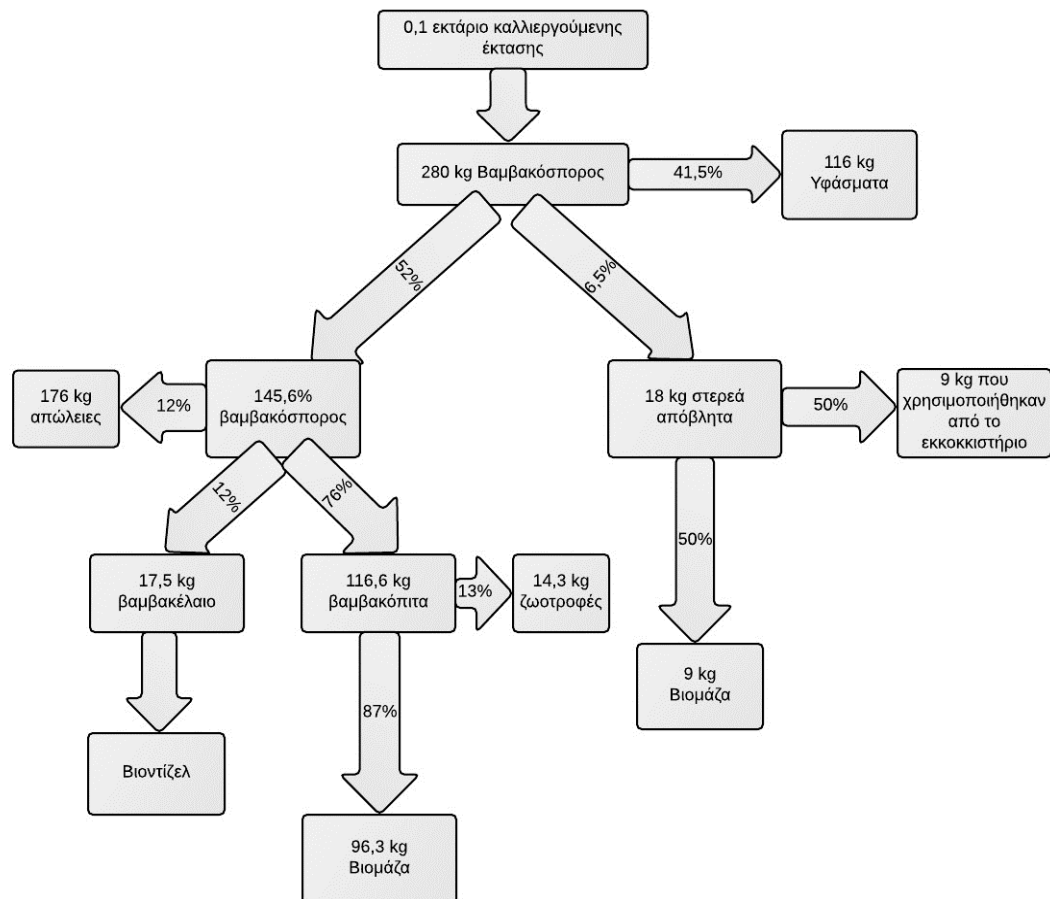 0,1 εκτάριο καλλιεργούμενης
έκτασης
280 kg Βαμβακόσπορος
41,5%
116 kg
Υφάσματα
52%
6,5%
176 kg
απώλειες
12%
145,6%
βαμβακόσπορος
18 kg στερεά
απόβλητα
50%
9 kg που
χρησιμοποιήθηκαν
από το
εκκοκκιστήριο
12%
76%
50%
17,5 kg
βαμβακέλαιο
116,6 kg
βαμβακόπιτα
13%
14,3 kg
ζωοτροφές
9 kg
Βιομάζα
87%
Βιοντίζελ
96,3 kg
Βιομάζα